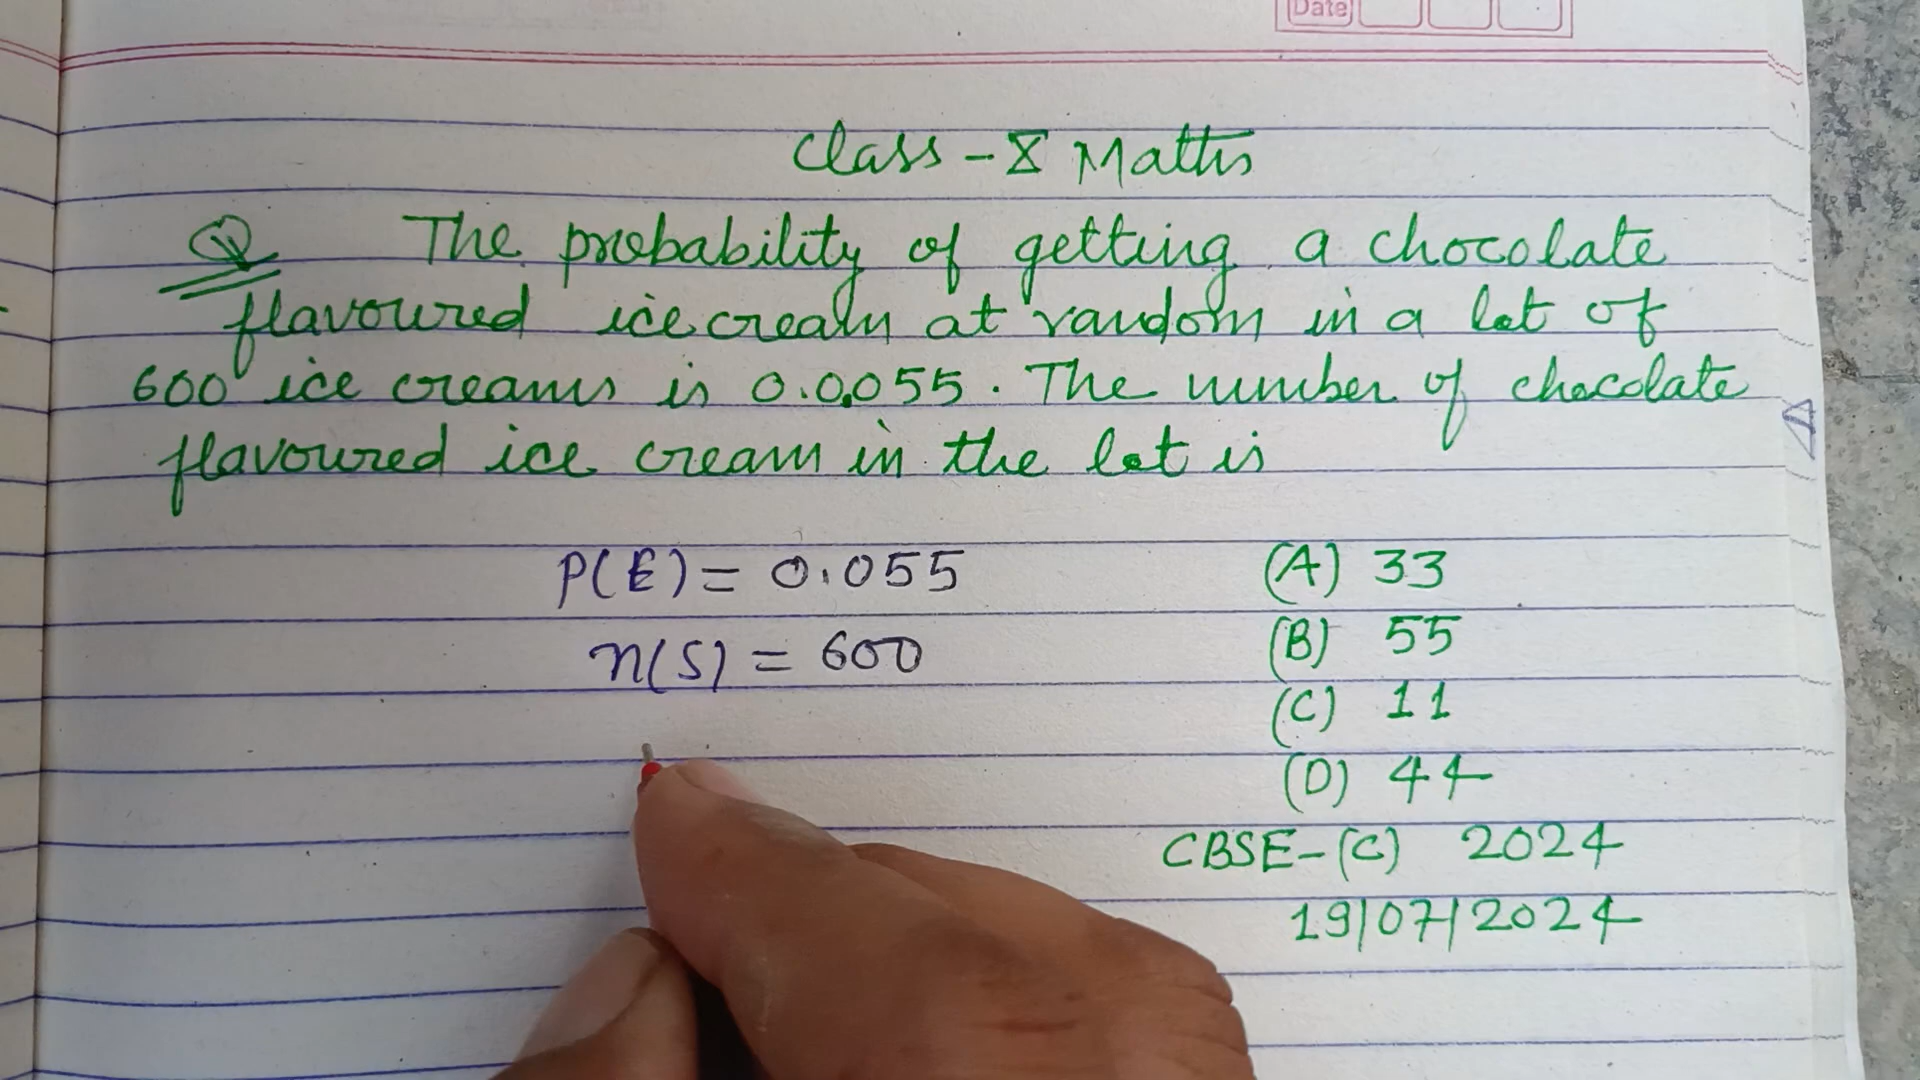 Date
Class - X Maths
Q The probability of getting a chocolate
flavoured ice cream at random in a lot of
600 ice creams is 0.0055. The number of chocolate
flavoured ice cream in the lot is
P(E) = 0.055
(A) 33
n(S) = 600
(B) 55
(C) 11
(D) 44
CBSE-(C) 2024
19/07/2024